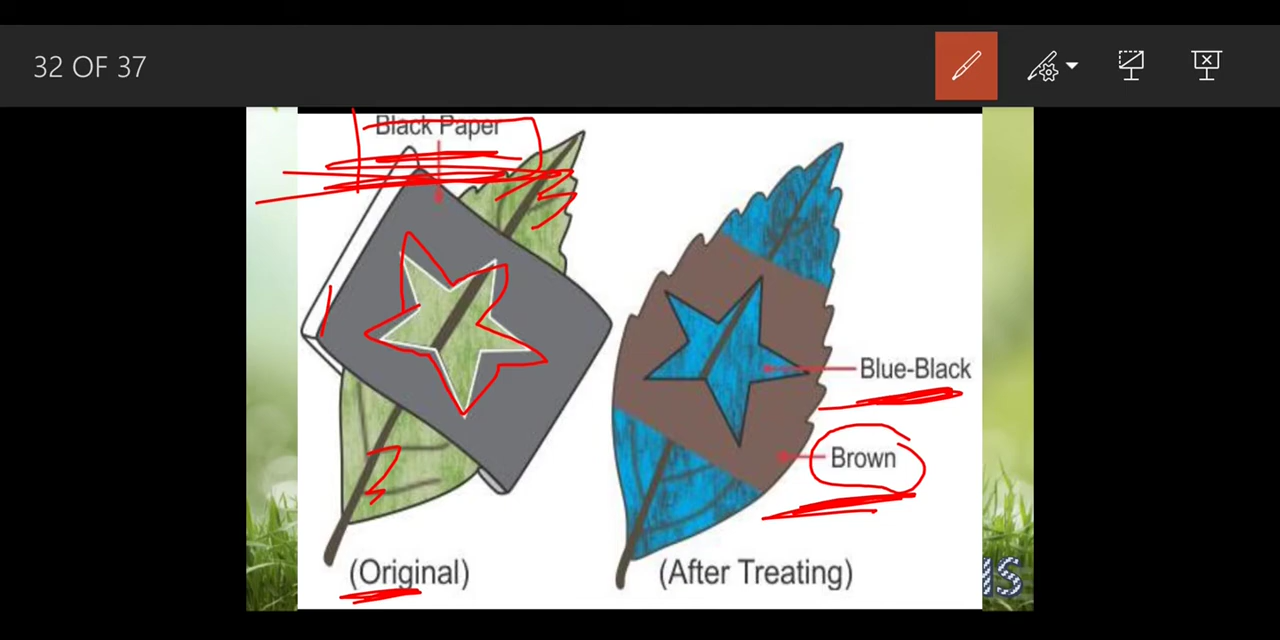 32 OF 37
Black Paper
Blue-Black
Brown
(Original)
(After Treating)